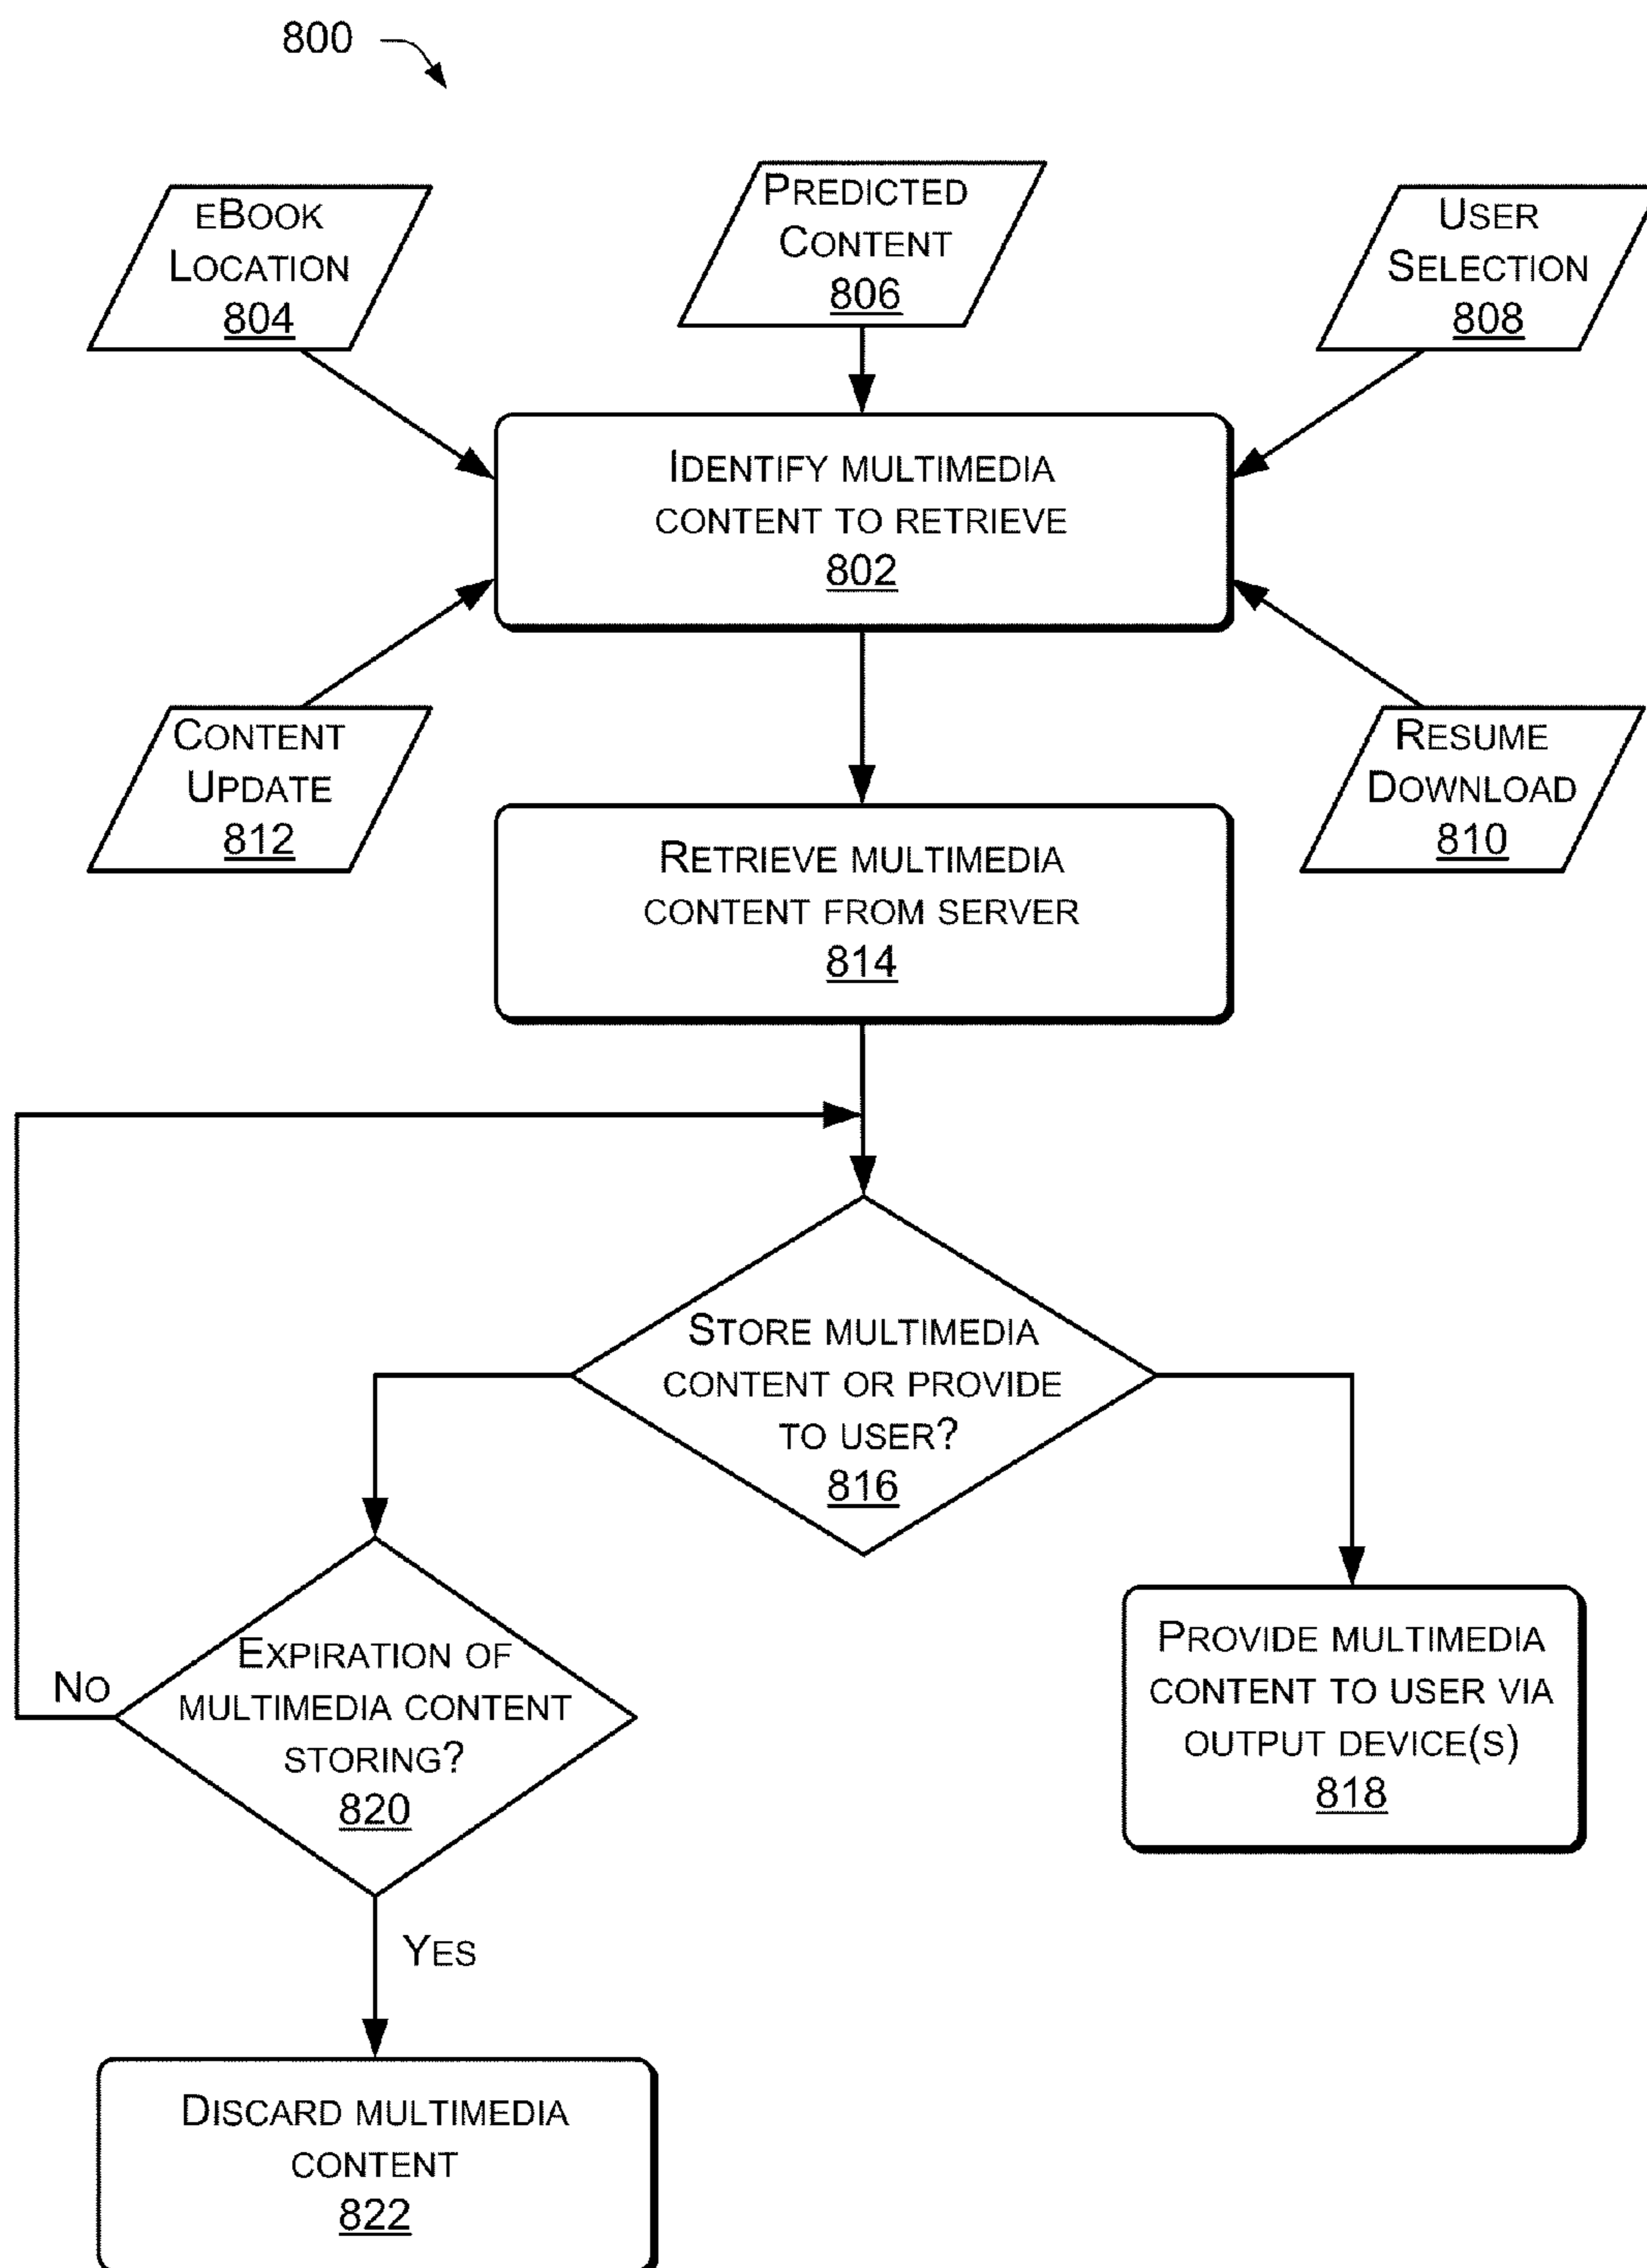 800
eBook
Location
804
Predicted
Content
806
User
Selection
808
Identify multimedia
content to retrieve
802
Content
Update
812
Resume
Download
810
Retrieve multimedia
content from server
814
Store multimedia
content or provide
to user?
816
Expiration of
multimedia content
storing?
820
No
Provide multimedia
content to user via
output device(s)
818
Yes
Discard multimedia
content
822